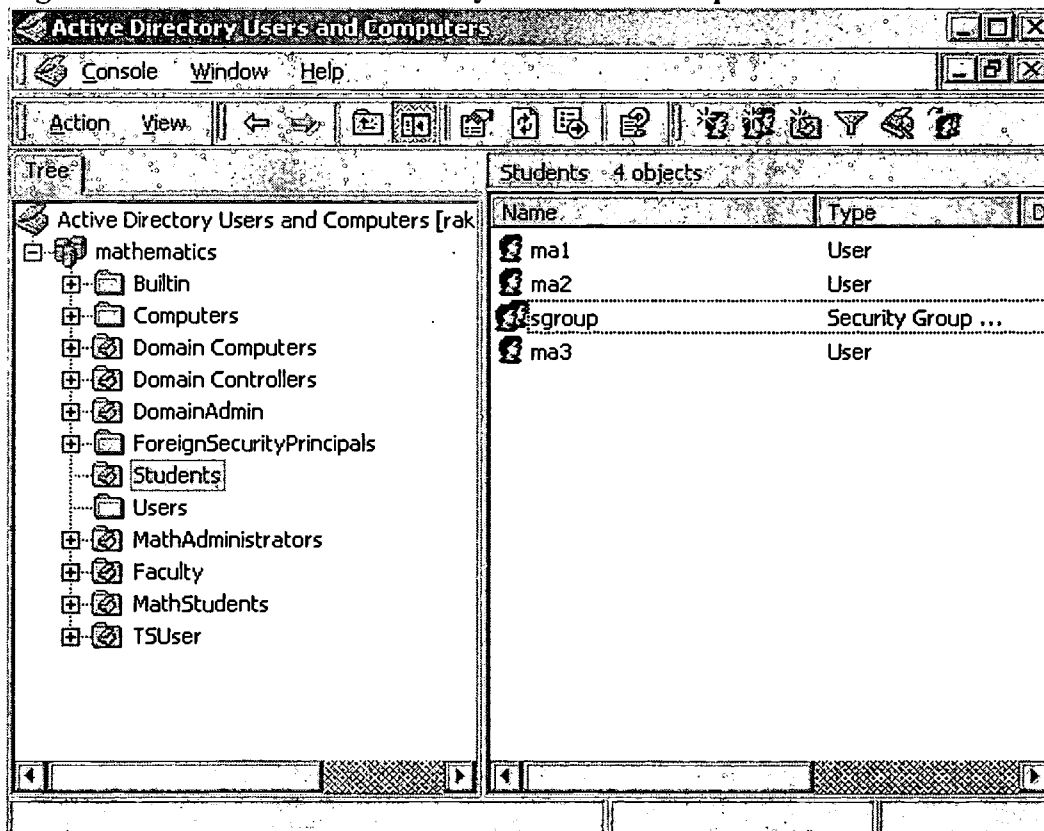 Active Directory Users and Computers
Console Window Help
Action View
Tree
Students 4 objects
Active Directory Users and Computers [rak
mathematics
Builtin
Computers
Domain Computers
Domain Controllers
DomainAdmin
ForeignSecurityPrincipals
Students
Users
MathAdministrators
Faculty
MathStudents
TSUser
Name Type D
ma1 User
ma2 User
sgroup Security Group ...
ma3 User